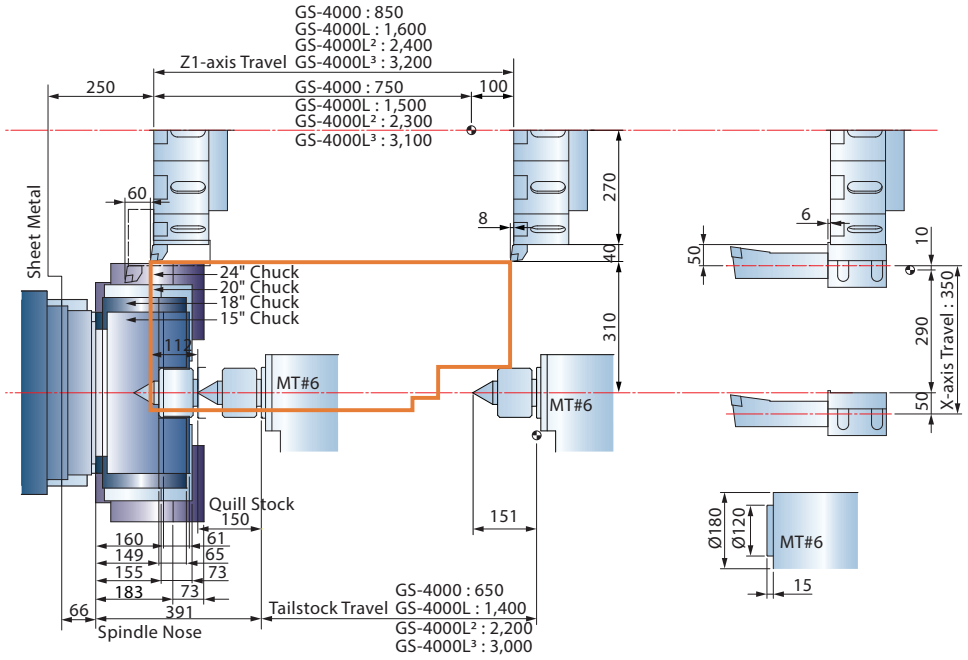 GS-4000 : 850
GS-4000L : 1,600
GS-4000L² : 2,400
Z1-axis Travel GS-4000L³ : 3,200
250
GS-4000 : 750
100
GS-4000L : 1,500
GS-4000L² : 2,300
GS-4000L³ : 3,100
270
60
8
6
Sheet Metal
40
50
10
24" Chuck
20" Chuck
18" Chuck
15" Chuck
310
290
X-axis Travel : 350
112
MT#6
MT#6
50
Quill Stock
150
151
Ø180
Ø120
MT#6
160
61
149
65
155
73
15
183
73
66
391
Tailstock Travel
GS-4000 : 650
GS-4000L : 1,400
GS-4000L² : 2,200
GS-4000L³ : 3,000
Spindle Nose